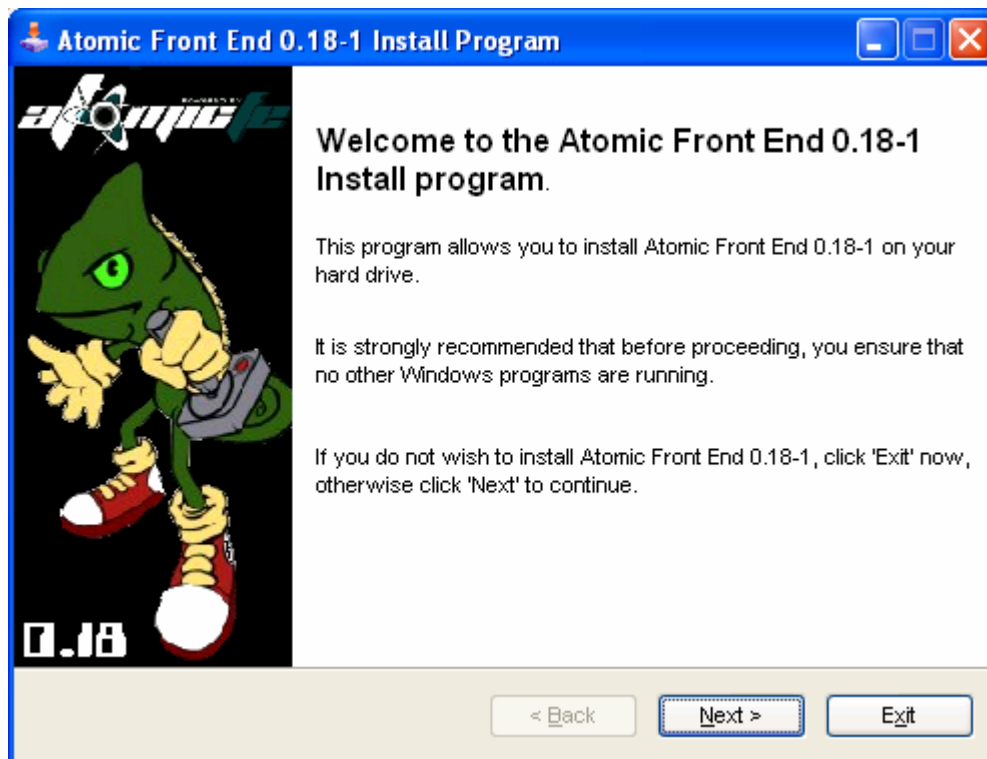 Atomic Front End 0.18-1 Install Program
POWERED BY
atomicfe
Welcome to the Atomic Front End 0.18-1
Install program.
This program allows you to install Atomic Front End 0.18-1 on your
hard drive.
It is strongly recommended that before proceeding, you ensure that
no other Windows programs are running.
If you do not wish to install Atomic Front End 0.18-1, click 'Exit' now,
otherwise click 'Next' to continue.
0.18
< Back
Next >
Exit